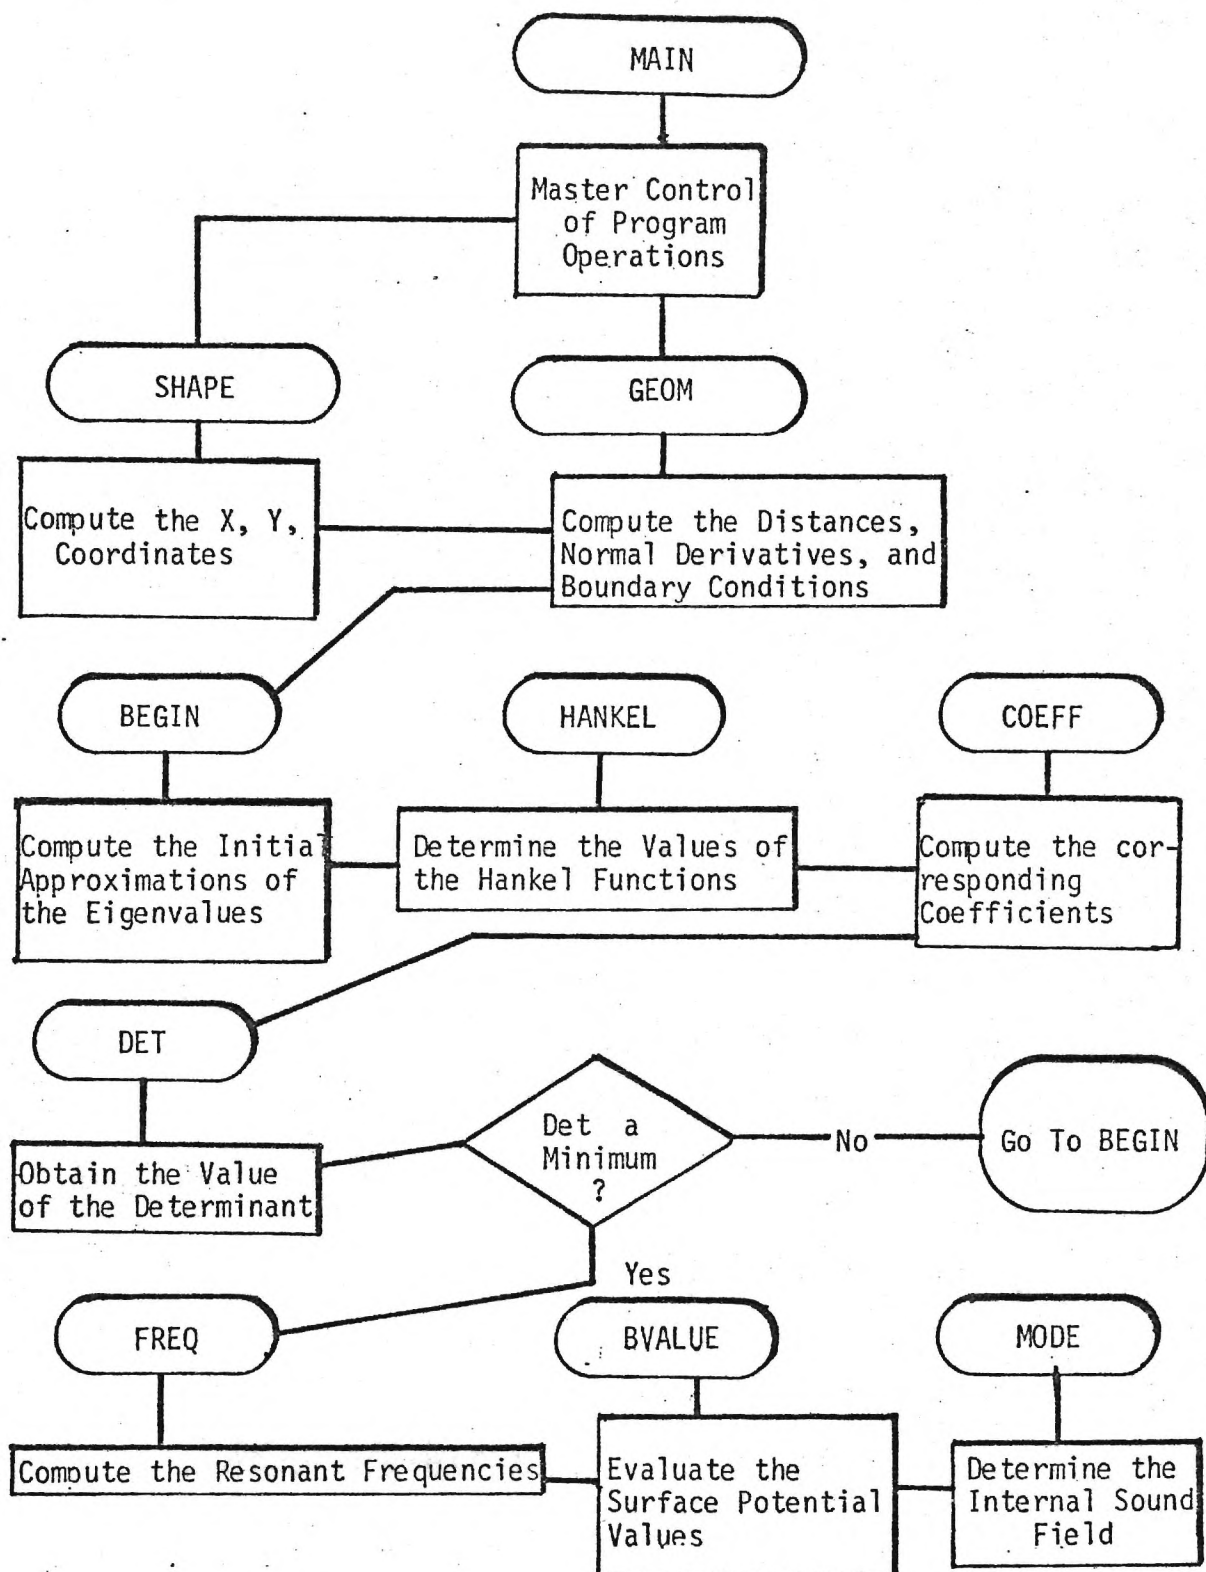 MAIN
Master Control
of Program
Operations
SHAPE
GEOM
Compute the X, Y,
Coordinates
Compute the Distances,
Normal Derivatives, and
Boundary Conditions
BEGIN
HANKEL
COEFF
Compute the Initial
Approximations of
the Eigenvalues
Determine the Values of
the Hankel Functions
Compute the cor-
responding
Coefficients
DET
Obtain the Value
of the Determinant
Det a
Minimum
?
No
Go To BEGIN
Yes
FREQ
BVALUE
MODE
Compute the Resonant Frequencies
Evaluate the
Surface Potential
Values
Determine the
Internal Sound
Field